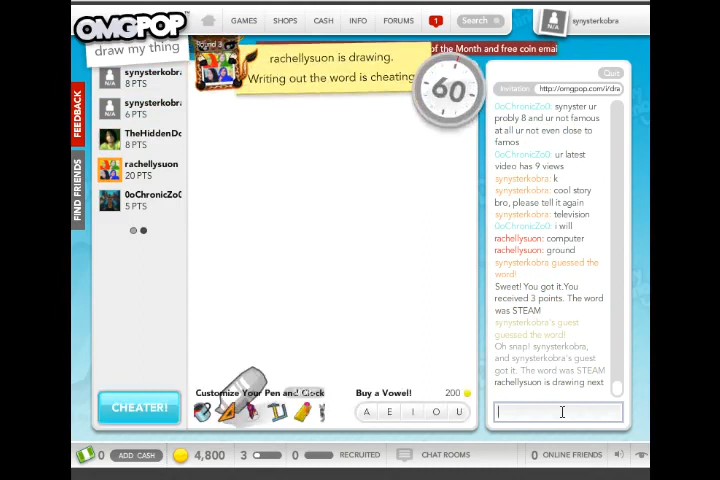 OMGPOP
draw my thing
GAMES SHOPS CASH INFO FORUMS 1 Search synysterkobra
N/A
Round 3
of the Month and free coin emai
rachellysuon is drawing.
Writing out the word is cheating
60
Quit
Invitation http://omgpop.com/i/dra
FEEDBACK
FIND FRIENDS
N/A synysterkobra
8 PTS
N/A synysterkobra
6 PTS
TheHiddenDo
8 PTS
rachellysuon
20 PTS
0oChronicZo0
5 PTS
0oChronicZo0: synyster ur
probly 8 and ur not famous
at all ur not even close to
famos
0oChronicZo0: ur latest
video has 9 views
synysterkobra: k
synysterkobra: cool story
bro, please tell it again
synysterkobra: television
0oChronicZo0: i will
rachellysuon: computer
rachellysuon: ground
synysterkobra guessed the
word!
Sweet! You got it.You
received 3 points. The word
was STEAM
synysterkobra's guest
guessed the word!
Oh snap! synysterkobra,
and synysterkobra's guest
got it. The word was STEAM
rachellysuon is drawing next
CHEATER!
Customize Your Pen and Clock
Buy a Vowel! 200
A E I O U
0 ADD CASH 4,800 3 0 RECRUITED CHAT ROOMS 0 ONLINE FRIENDS